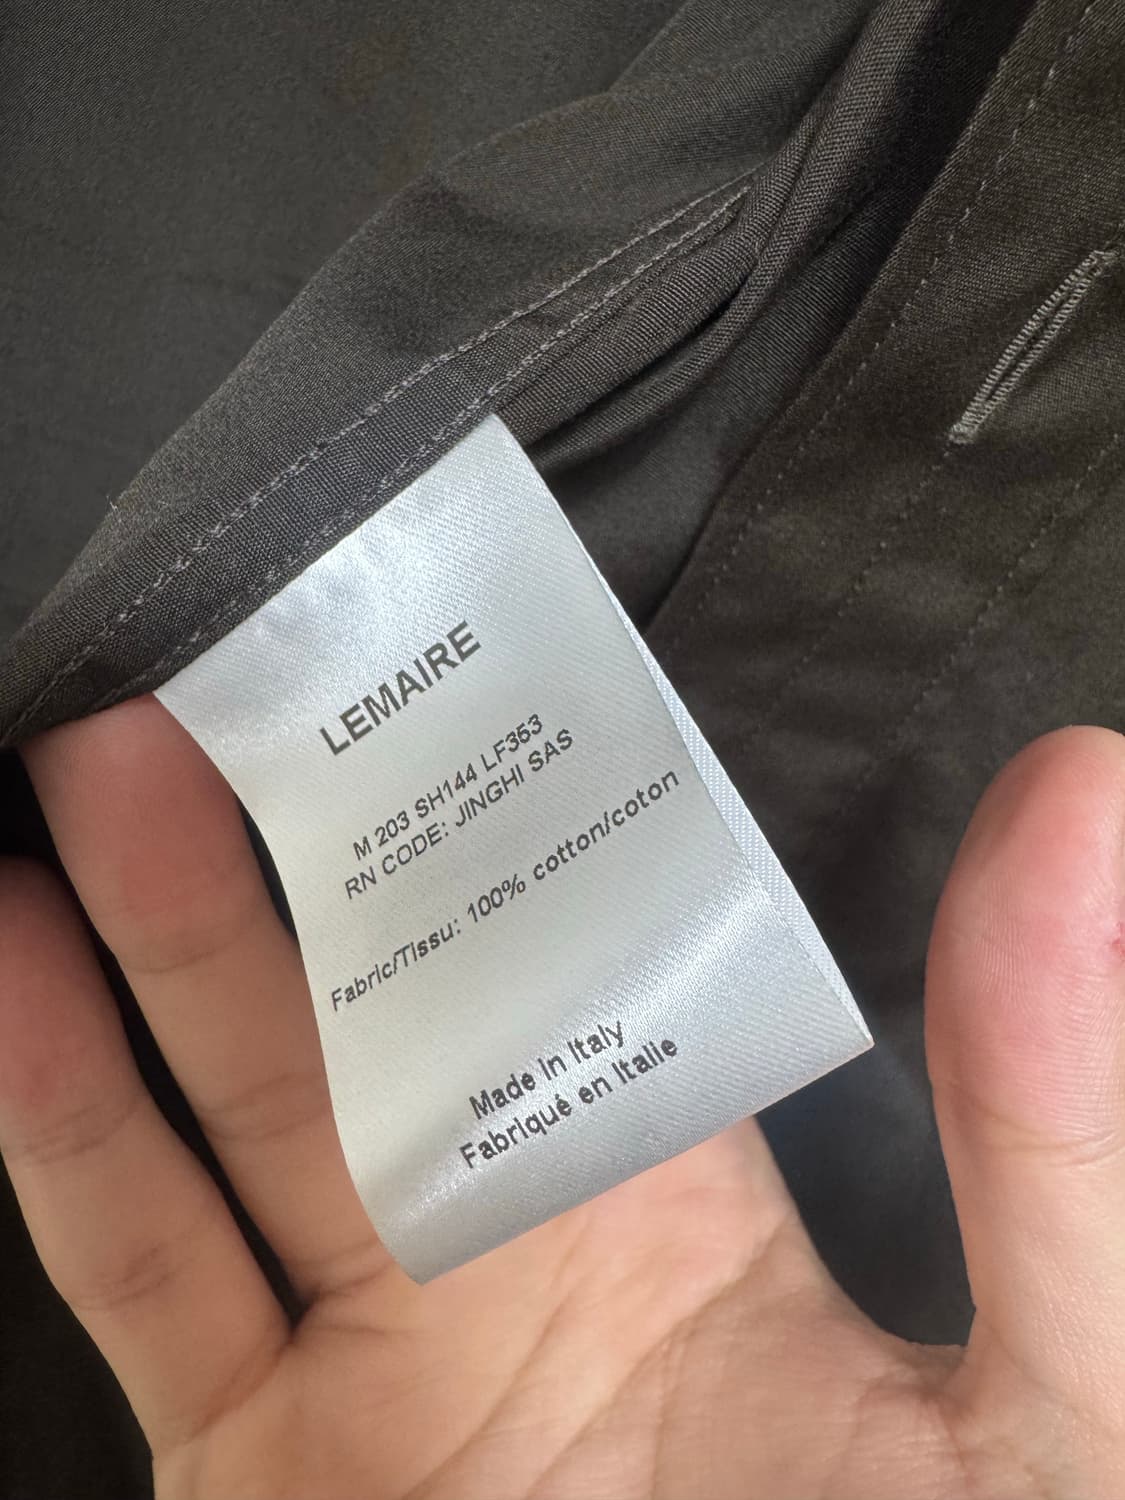 LEMAIRE
M 203 SH144 LF353
RN CODE: JINGHI SAS
Fabric/Tissu: 100% cotton/coton
Made in Italy
Fabriqué en Italie